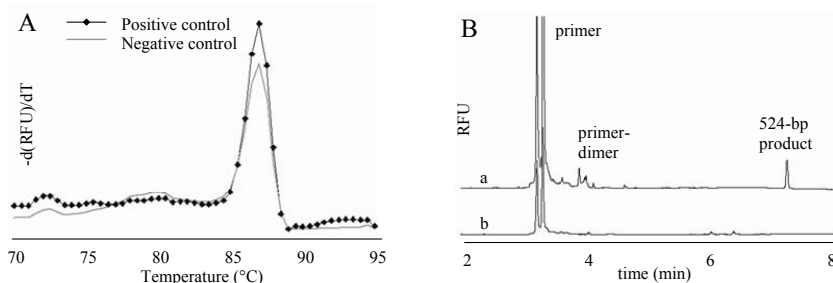 A
Positive control
Negative control
-d(RFU)/dT
70 75 80 85 90 95
Temperature (°C)
B
primer
primer-
dimer
524-bp
product
RFU
a
b
2 4 6 8
time (min)